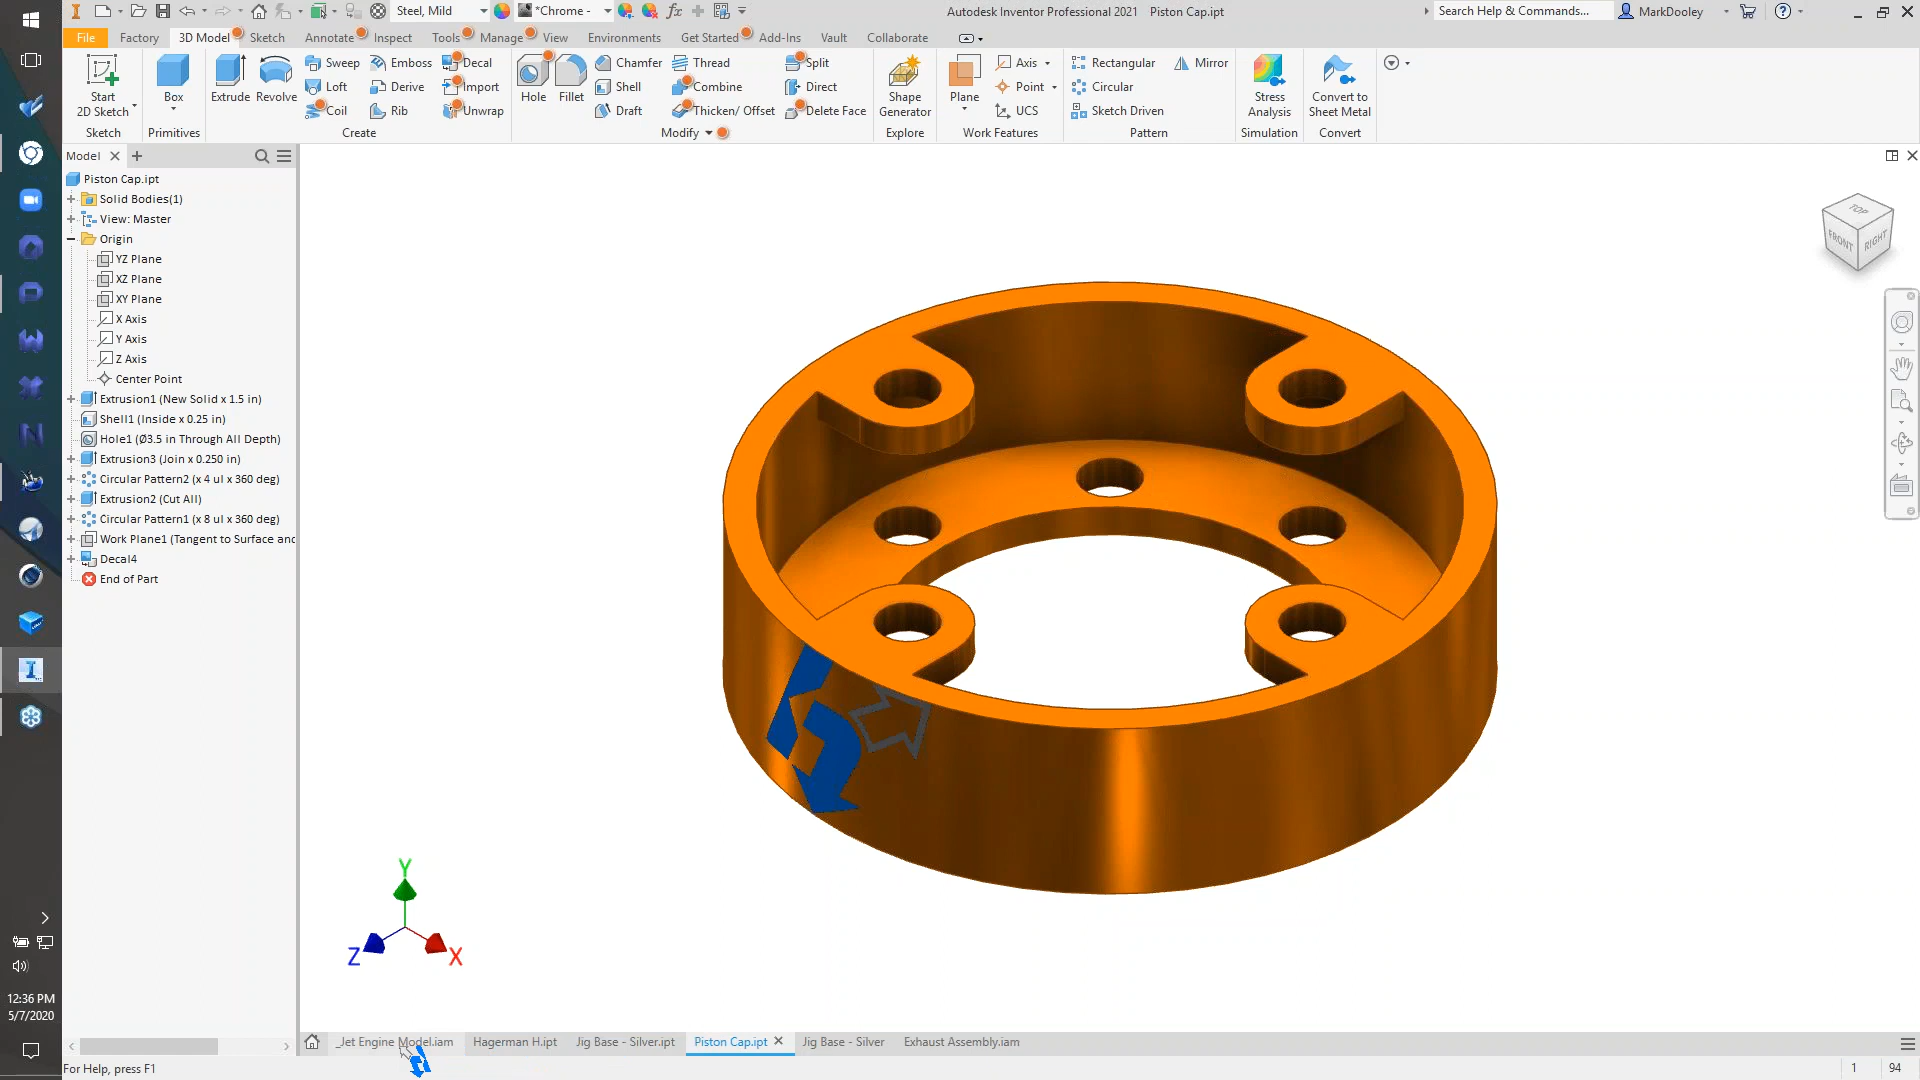 Steel, Mild
*Chrome -
Autodesk Inventor Professional 2021 Piston Cap.ipt
Search Help & Commands...
MarkDooley
File Factory 3D Model Sketch Annotate Inspect Tools Manage View Environments Get Started Add-Ins Vault Collaborate
Start
2D Sketch
Box
Extrude
Revolve
Sweep
Loft
Coil
Emboss
Derive
Rib
Decal
Import
Unwrap
Hole
Fillet
Chamfer
Shell
Draft
Thread
Combine
Thicken/ Offset
Split
Direct
Delete Face
Shape
Generator
Plane
Axis
Point
UCS
Rectangular
Circular
Sketch Driven
Mirror
Stress
Analysis
Convert to
Sheet Metal
Sketch Primitives Create Modify Explore Work Features Pattern Simulation Convert
Model
Piston Cap.ipt
Solid Bodies(1)
View: Master
Origin
YZ Plane
XZ Plane
XY Plane
X Axis
Y Axis
Z Axis
Center Point
Extrusion1 (New Solid x 1.5 in)
Shell1 (Inside x 0.25 in)
Hole1 (Ø3.5 in Through All Depth)
Extrusion3 (Join x 0.250 in)
Circular Pattern2 (x 4 ul x 360 deg)
Extrusion2 (Cut All)
Circular Pattern1 (x 8 ul x 360 deg)
Work Plane1 (Tangent to Surface and
Decal4
End of Part
TOP
FRONT
RIGHT
Y
Z
X
12:36 PM
5/7/2020
_Jet Engine Model.iam Hagerman H.ipt Jig Base - Silver.ipt Piston Cap.ipt Jig Base - Silver Exhaust Assembly.iam
For Help, press F1
1 94